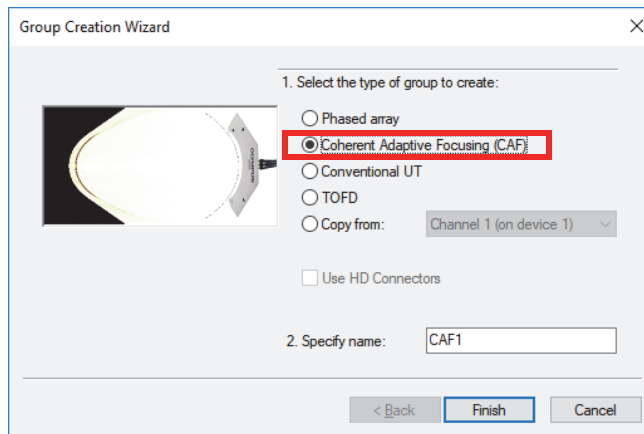 Group Creation Wizard
1. Select the type of group to create:
Phased array
Coherent Adaptive Focusing (CAF)
Conventional UT
TOFD
Copy from: Channel 1 (on device 1)
Use HD Connectors
OLYMPUS
2. Specify name: CAF1
< Back Finish Cancel